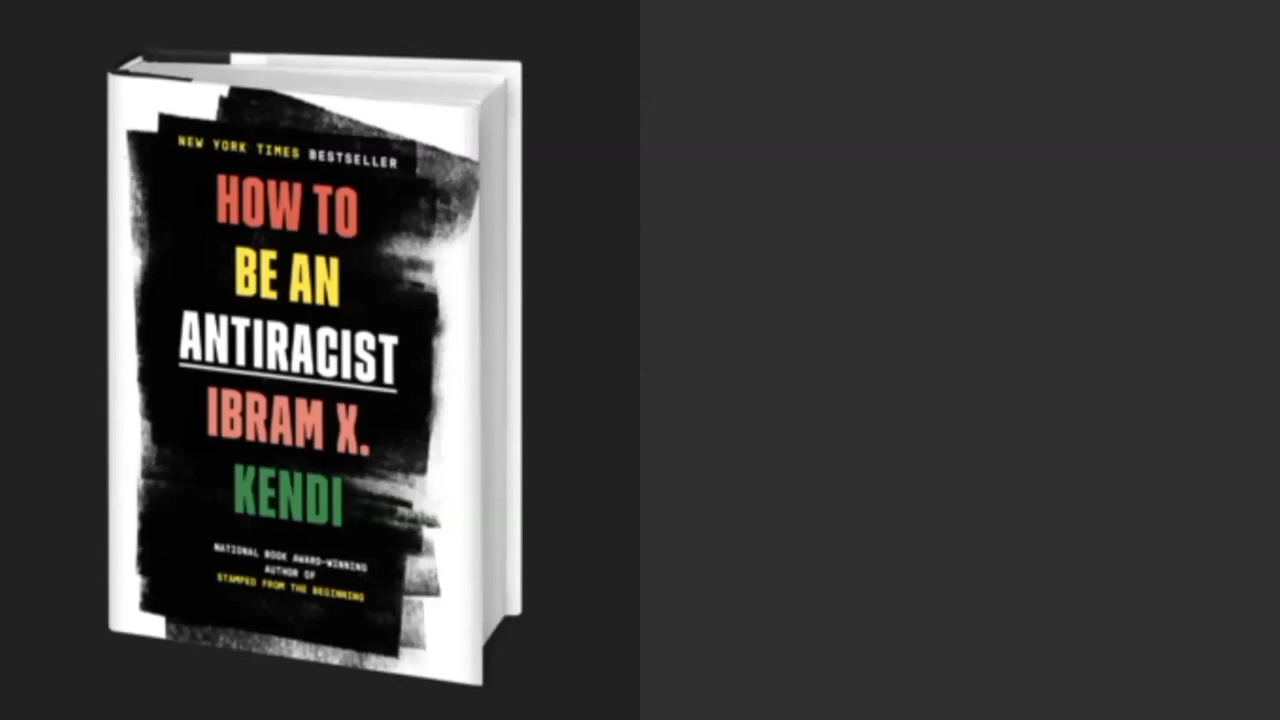 NEW YORK TIMES BESTSELLER
HOW TO
BE AN
ANTIRACIST
IBRAM X.
KENDI
NATIONAL BOOK AWARD-WINNING
AUTHOR OF
STAMPED FROM THE BEGINNING